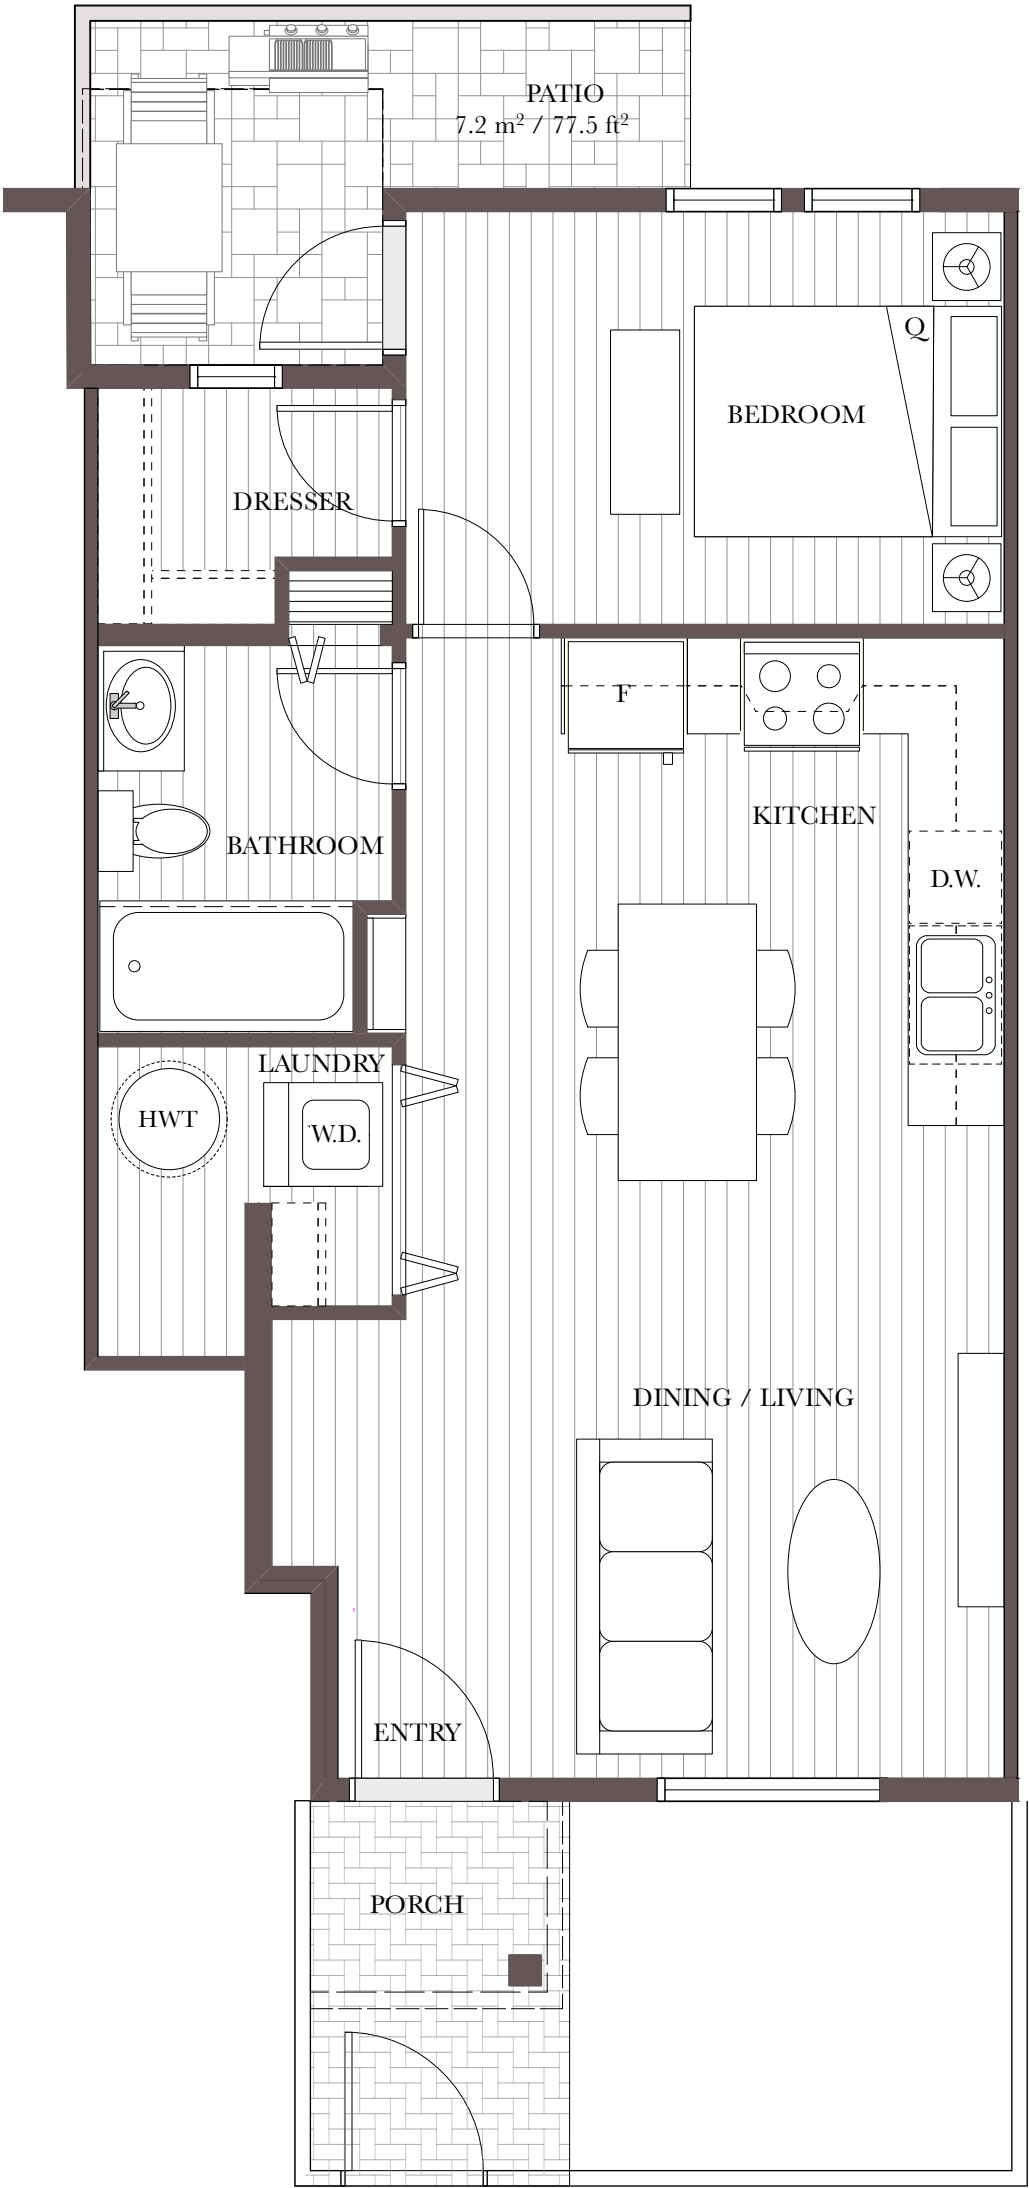 PATIO
7.2 m² / 77.5 ft²
Q
BEDROOM
DRESSER
F
KITCHEN
BATHROOM
D.W.
LAUNDRY
HWT
W.D.
DINING / LIVING
ENTRY
PORCH